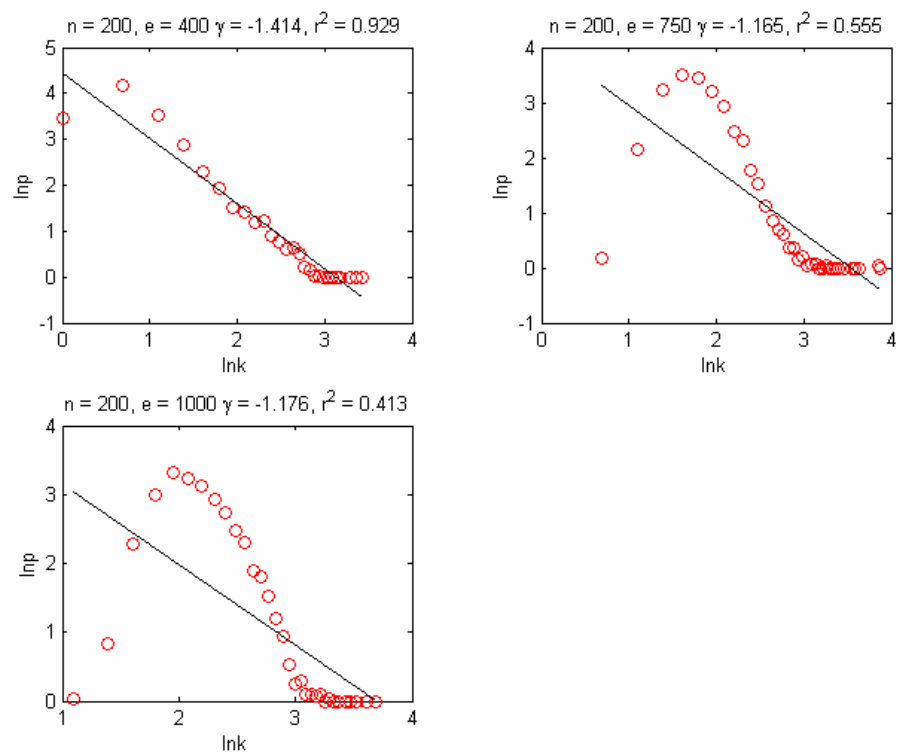 n = 200, e = 400 γ = -1.414, r² = 0.929
5
4
3
2
1
0
-1
lnp
0 1 2 3 4
lnk
n = 200, e = 750 γ = -1.165, r² = 0.555
4
3
2
1
0
-1
lnp
0 1 2 3 4
lnk
n = 200, e = 1000 γ = -1.176, r² = 0.413
4
3
2
1
0
lnp
1 2 3 4
lnk